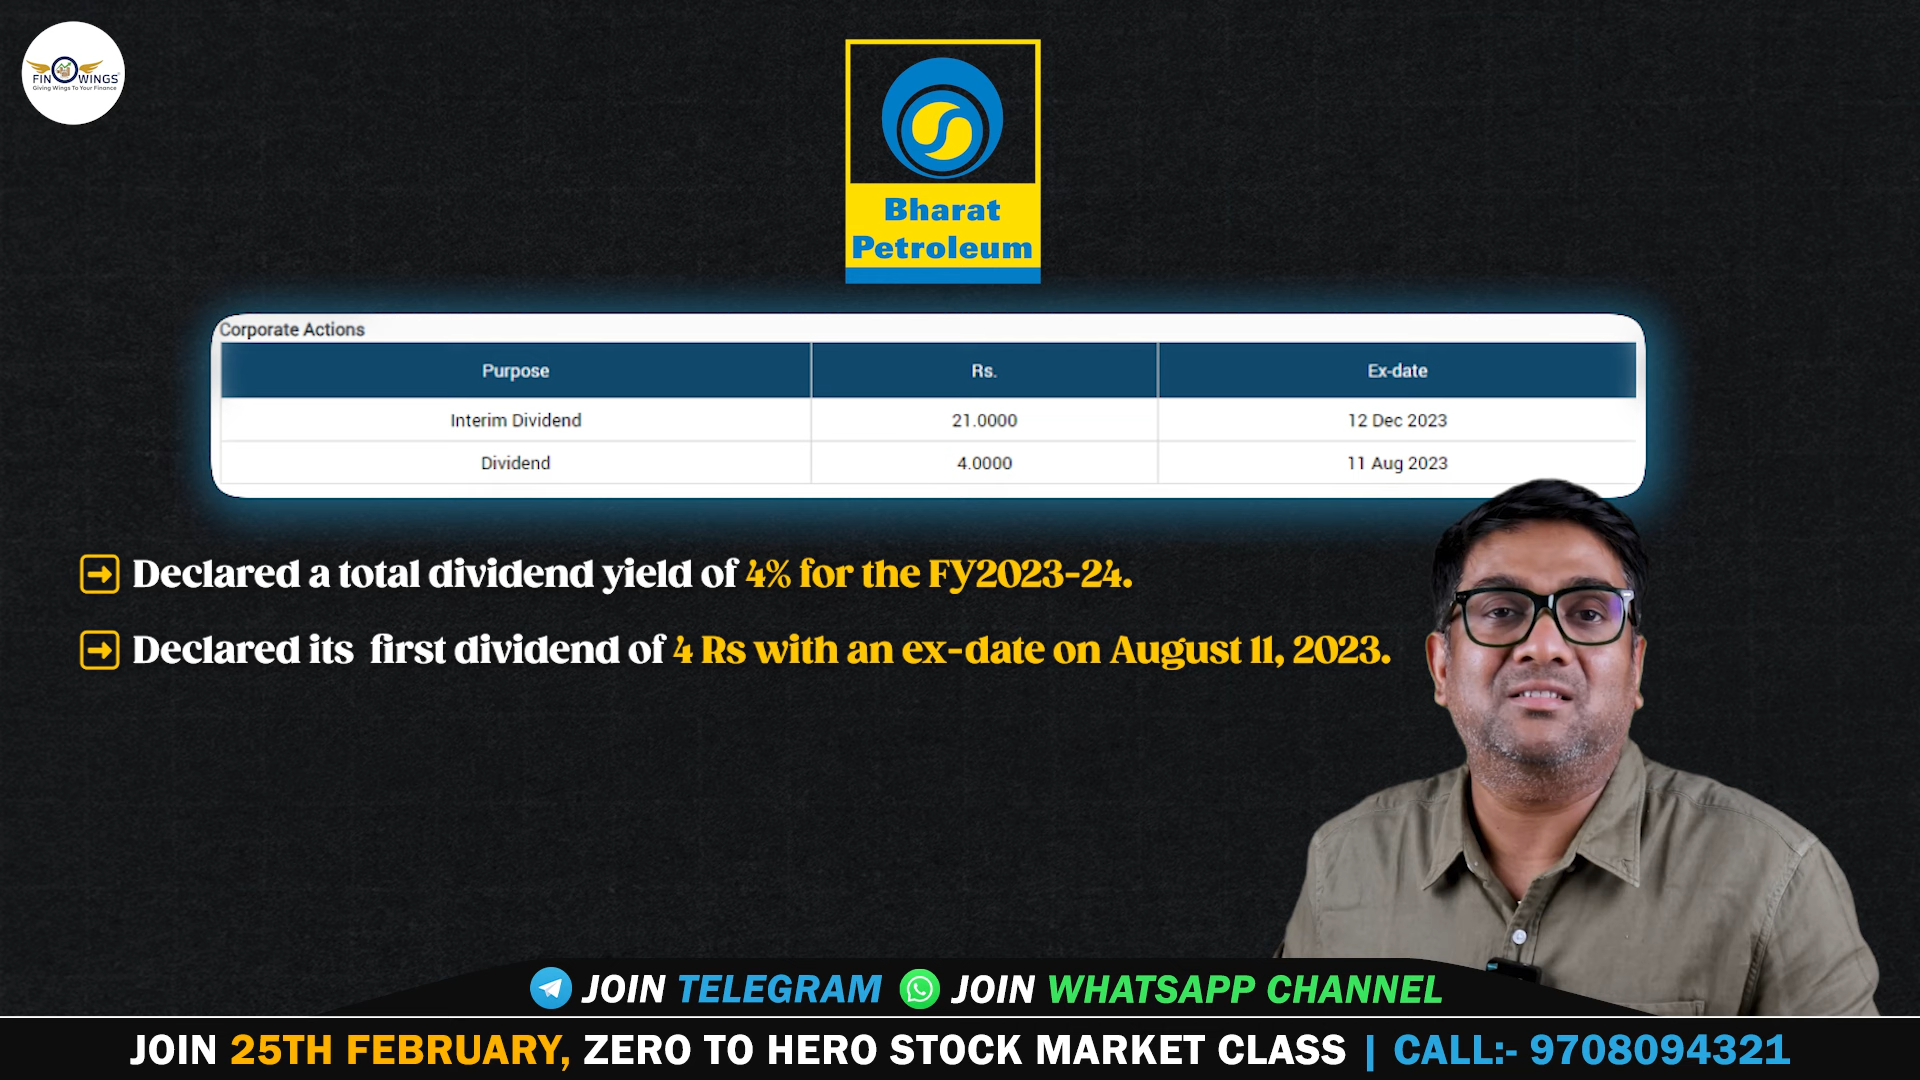 FINOWINGS
Giving Wings To Your Finance
Bharat
Petroleum
Corporate Actions
Purpose Rs. Ex-date
Interim Dividend 21.0000 12 Dec 2023
Dividend 4.0000 11 Aug 2023
Declared a total dividend yield of 4% for the FY2023-24.
Declared its first dividend of 4 Rs with an ex-date on August 11, 2023.
JOIN TELEGRAM JOIN WHATSAPP CHANNEL
JOIN 25TH FEBRUARY, ZERO TO HERO STOCK MARKET CLASS | CALL:- 9708094321